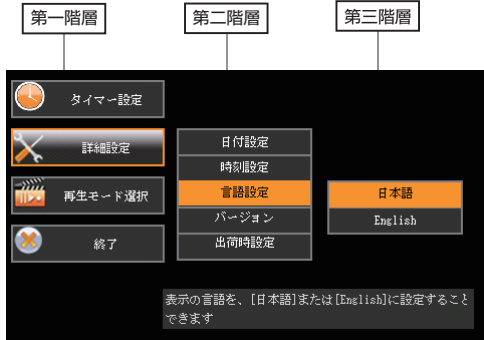 第一階層
第二階層
第三階層
タイマー設定
詳細設定
再生モード選択
終了
日付設定
時刻設定
言語設定
バージョン
出荷時設定
日本語
English
表示の言語を、[日本語]または[English]に設定すること
できます